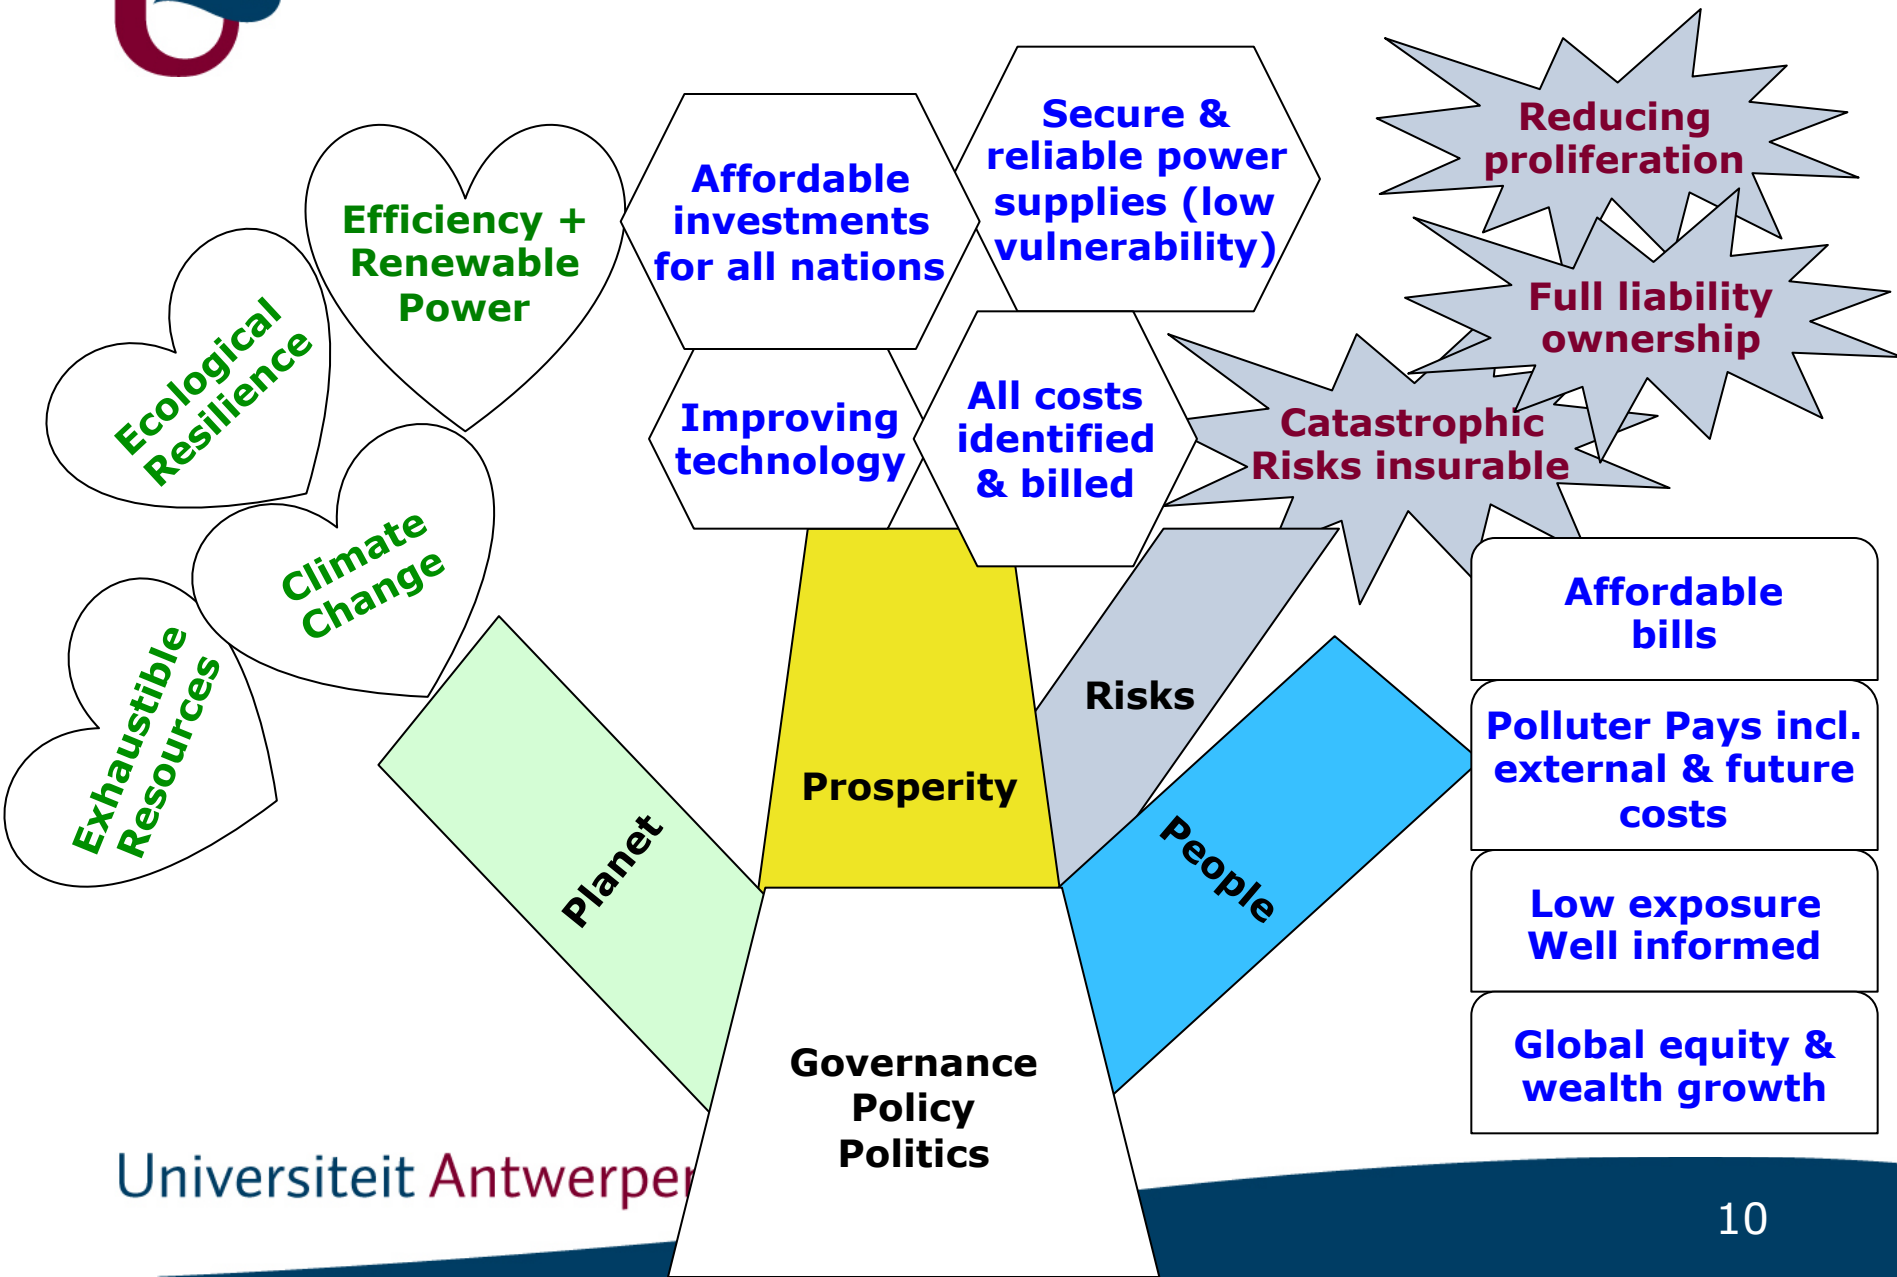 Efficiency +
Renewable
Power
Ecological
Resilience
Climate
Change
Exhaustible
Resources
Affordable
investments
for all nations
Secure &
reliable power
supplies (low
vulnerability)
Improving
technology
All costs
identified
& billed
Reducing
proliferation
Full liability
ownership
Catastrophic
Risks insurable
Affordable
bills
Polluter Pays incl.
external & future
costs
Low exposure
Well informed
Global equity &
wealth growth
Planet
Prosperity
Risks
People
Governance
Policy
Politics
Universiteit Antwerpen
10